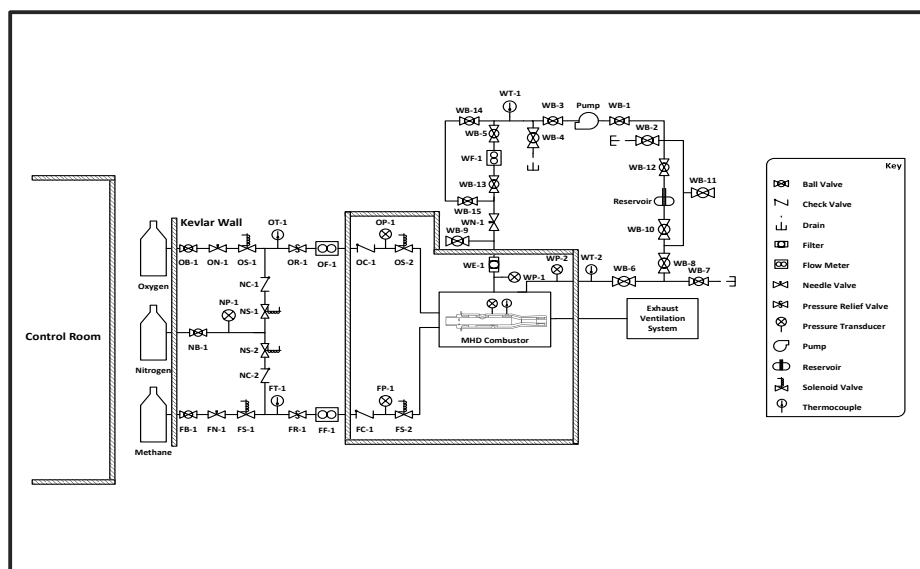 WT-1
WB-14
WB-3
Pump
WB-1
WB-5
WB-4
WB-2
WF-1
WB-12
WB-13
WB-11
Reservoir
WB-15
WN-1
WB-10
WB-9
Key
Ball Valve
Check Valve
Drain
Filter
Flow Meter
Needle Valve
Pressure Relief Valve
Pressure Transducer
Pump
Reservoir
Solenoid Valve
Thermocouple
Kevlar Wall
OT-1
OP-1
OB-1
ON-1
OS-1
OR-1
OF-1
OC-1
OS-2
Oxygen
WE-1
WP-1
WP-2
WT-2
WB-6
WB-8
WB-7
NC-1
NP-1
NS-1
Control Room
NB-1
Nitrogen
NS-2
MHD Combustor
Exhaust
Ventilation
System
NC-2
FT-1
FP-1
FB-1
FN-1
FS-1
FR-1
FF-1
FC-1
FS-2
Methane